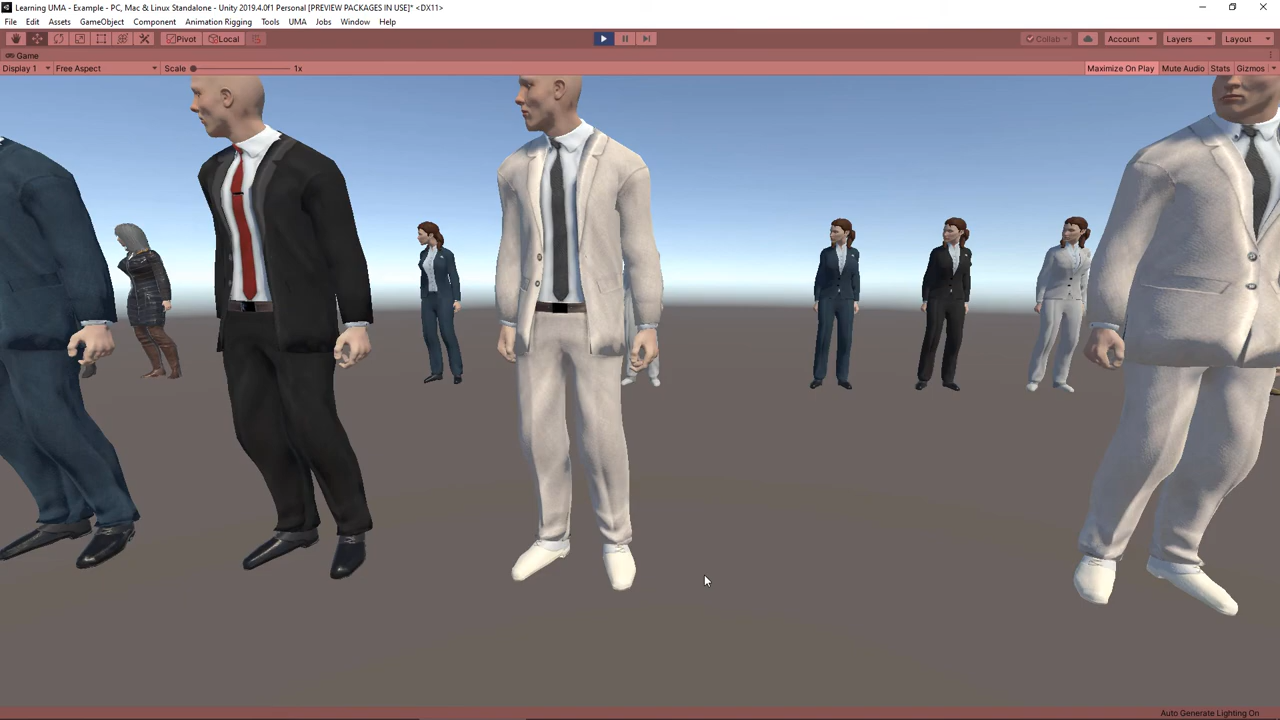 Learning UMA - Example - PC, Mac & Linux Standalone - Unity 2019.4.0f1 Personal [PREVIEW PACKAGES IN USE]* <DX11>
File Edit Assets GameObject Component Animation Rigging Tools UMA Jobs Window Help
Pivot Local Collab Account Layers Layout
Game
Display 1 Free Aspect Scale 1x Maximize On Play Mute Audio Stats Gizmos
Auto Generate Lighting On